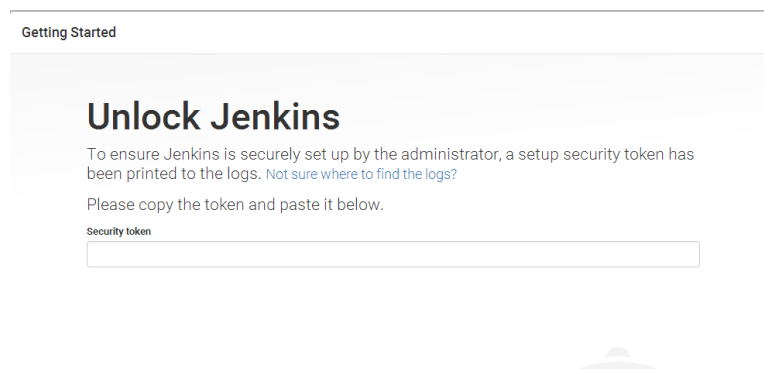 Getting Started
Unlock Jenkins
To ensure Jenkins is securely set up by the administrator, a setup security token has
been printed to the logs. Not sure where to find the logs?
Please copy the token and paste it below.
Security token